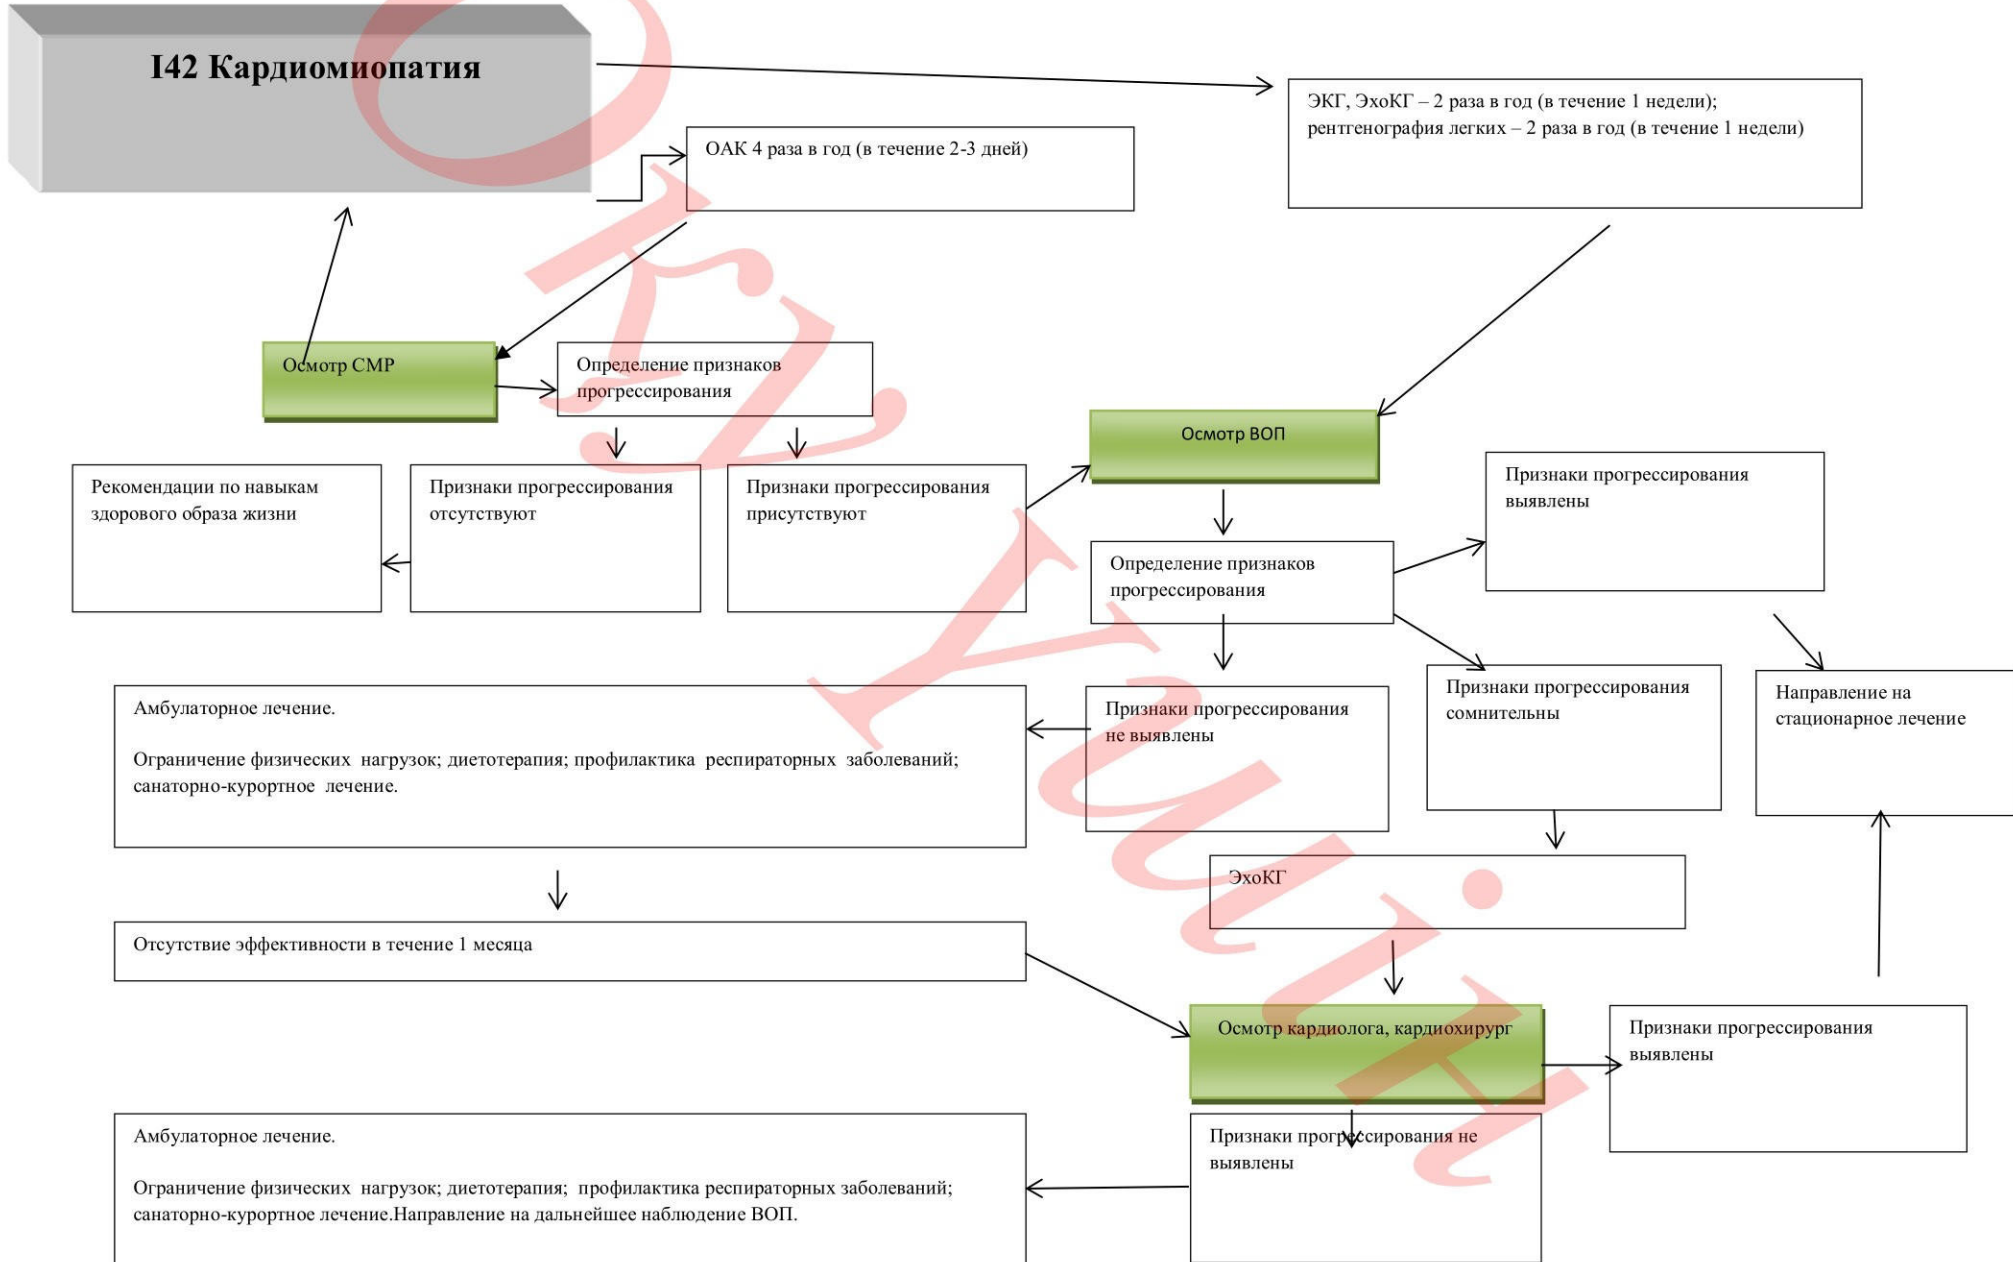 I42 Кардиомиопатия
ЭКГ, ЭхоКГ – 2 раза в год (в течение 1 недели);
рентгенография легких – 2 раза в год (в течение 1 недели)
ОАК 4 раза в год (в течение 2-3 дней)
Осмотр СМР
Определение признаков
прогрессирования
Осмотр ВОП
Рекомендации по навыкам
здорового образа жизни
Признаки прогрессирования
отсутствуют
Признаки прогрессирования
присутствуют
Признаки прогрессирования
выявлены
Определение признаков
прогрессирования
Амбулаторное лечение.
Ограничение физических нагрузок; диетотерапия; профилактика респираторных заболеваний;
санаторно-курортное лечение.
Признаки прогрессирования
не выявлены
Признаки прогрессирования
сомнительны
Направление на
стационарное лечение
ЭхоКГ
Отсутствие эффективности в течение 1 месяца
Осмотр кардиолога, кардиохирург
Признаки прогрессирования
выявлены
Амбулаторное лечение.
Ограничение физических нагрузок; диетотерапия; профилактика респираторных заболеваний;
санаторно-курортное лечение.Направление на дальнейшее наблюдение ВОП.
Признаки прогрессирования не
выявлены